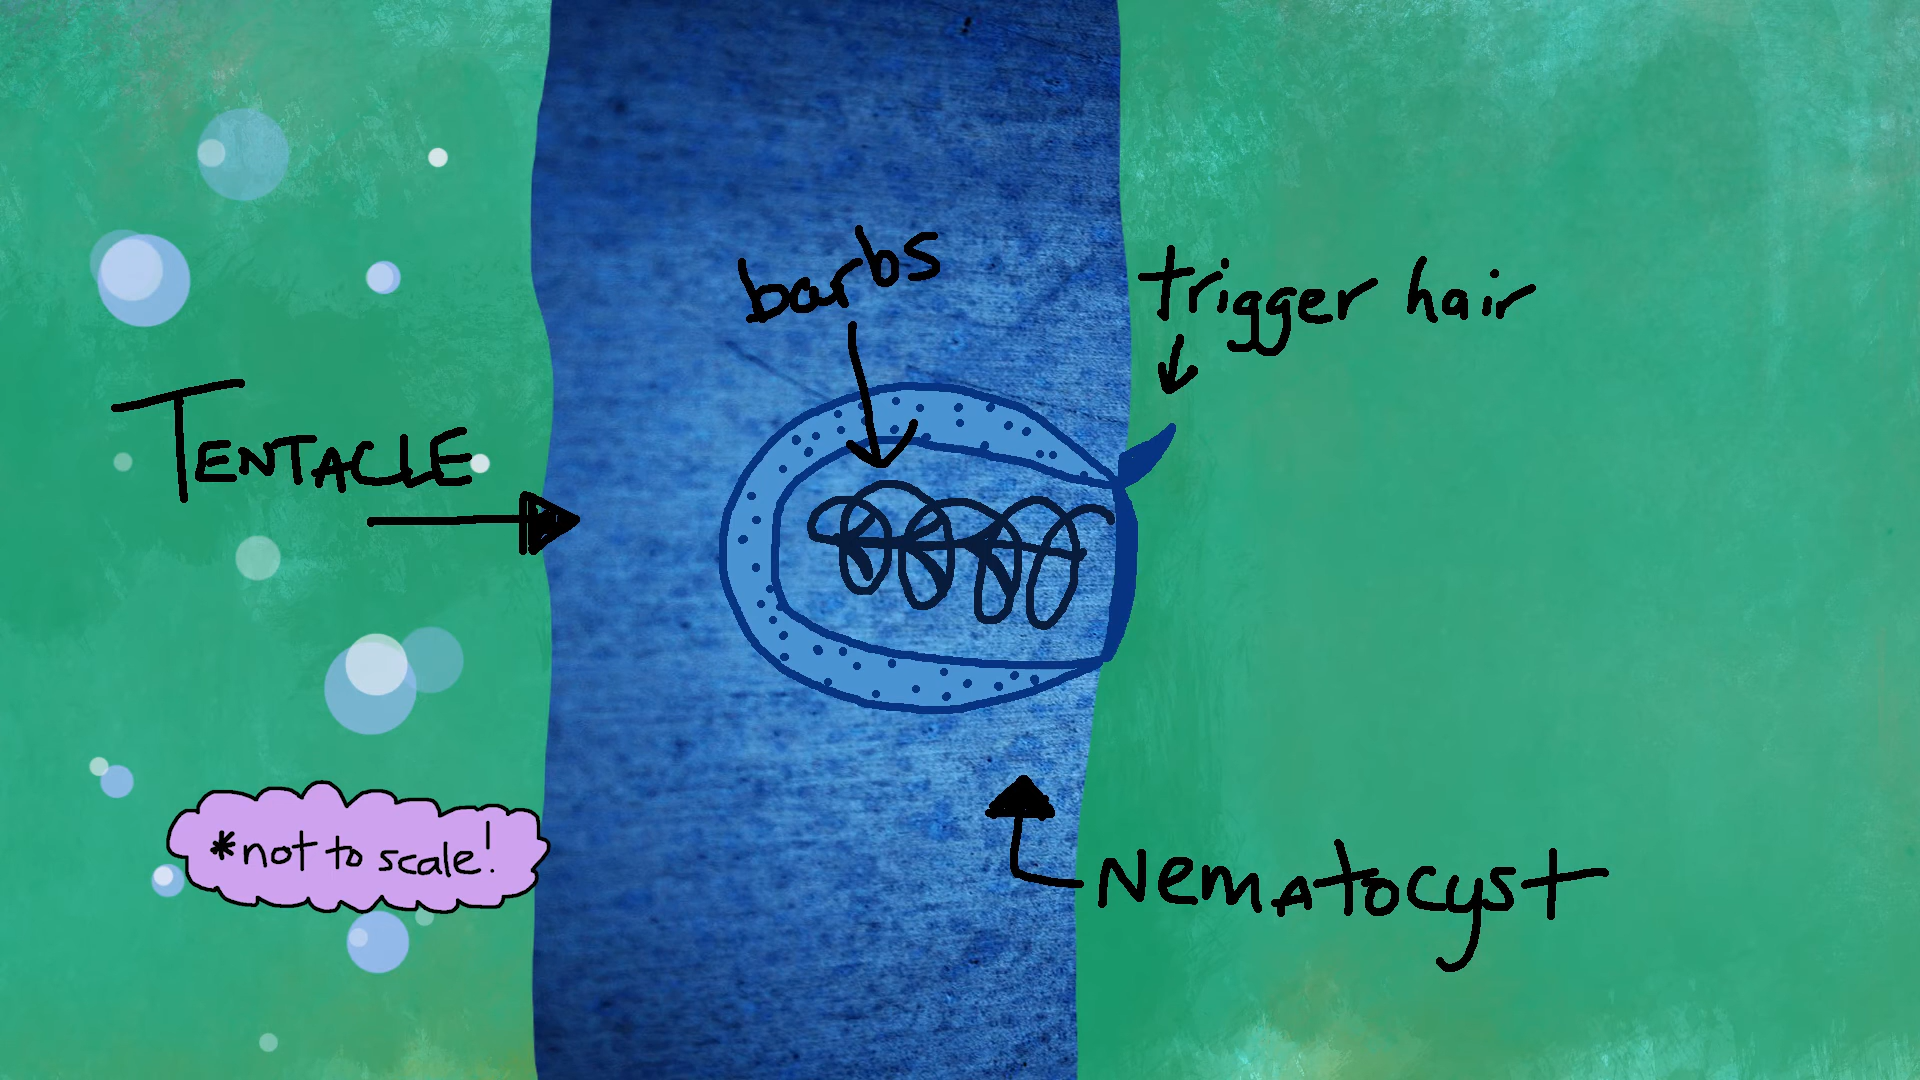 barbs
trigger hair
TENTACLE
*not to scale!
Nematocyst